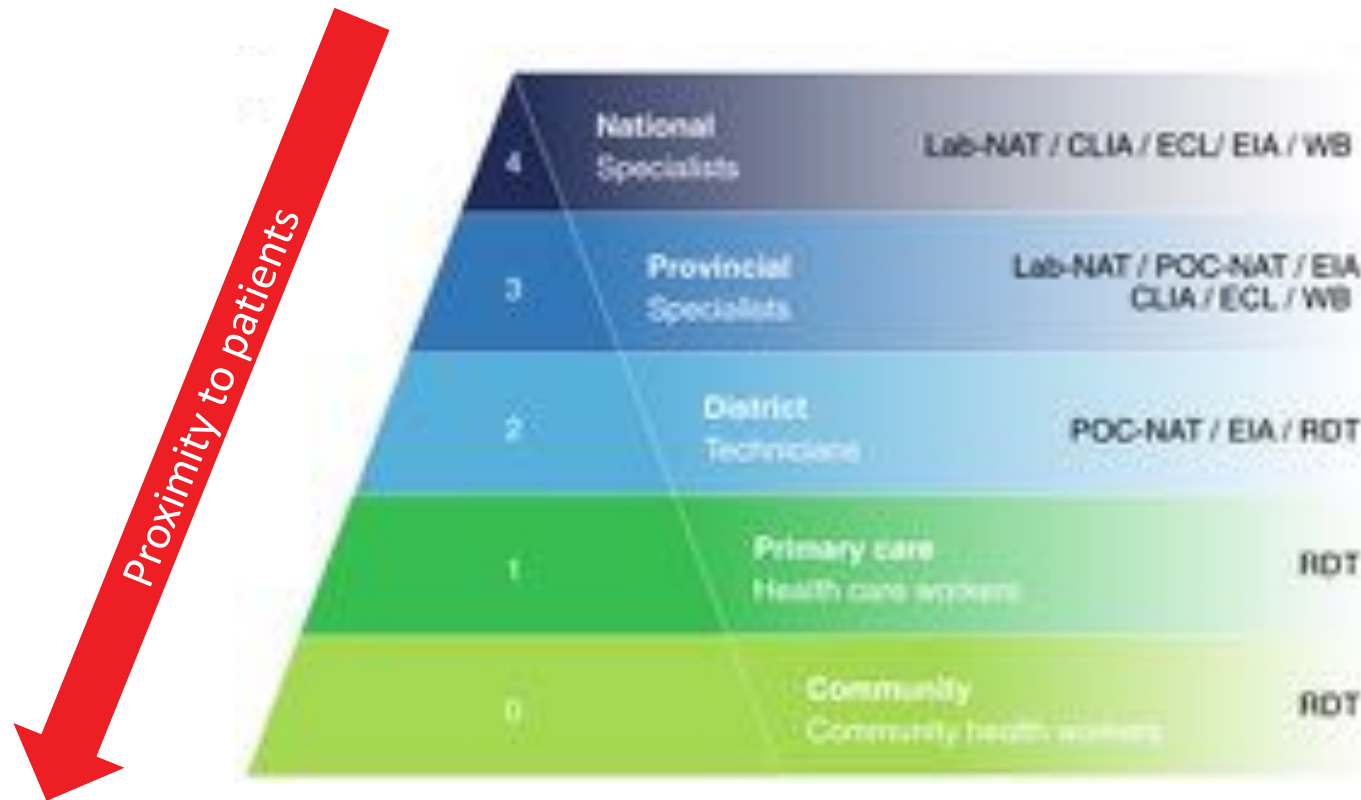 Proximity to patients
4
National
Specialists
Lab-NAT / CLIA / ECL/ EIA / WB
3
Provincial
Specialists
Lab-NAT / POC-NAT / EIA
CLIA / ECL / WB
2
District
Technicians
POC-NAT / EIA / RDT
1
Primary care
Health care workers
RDT
0
Community
Community health workers
RDT